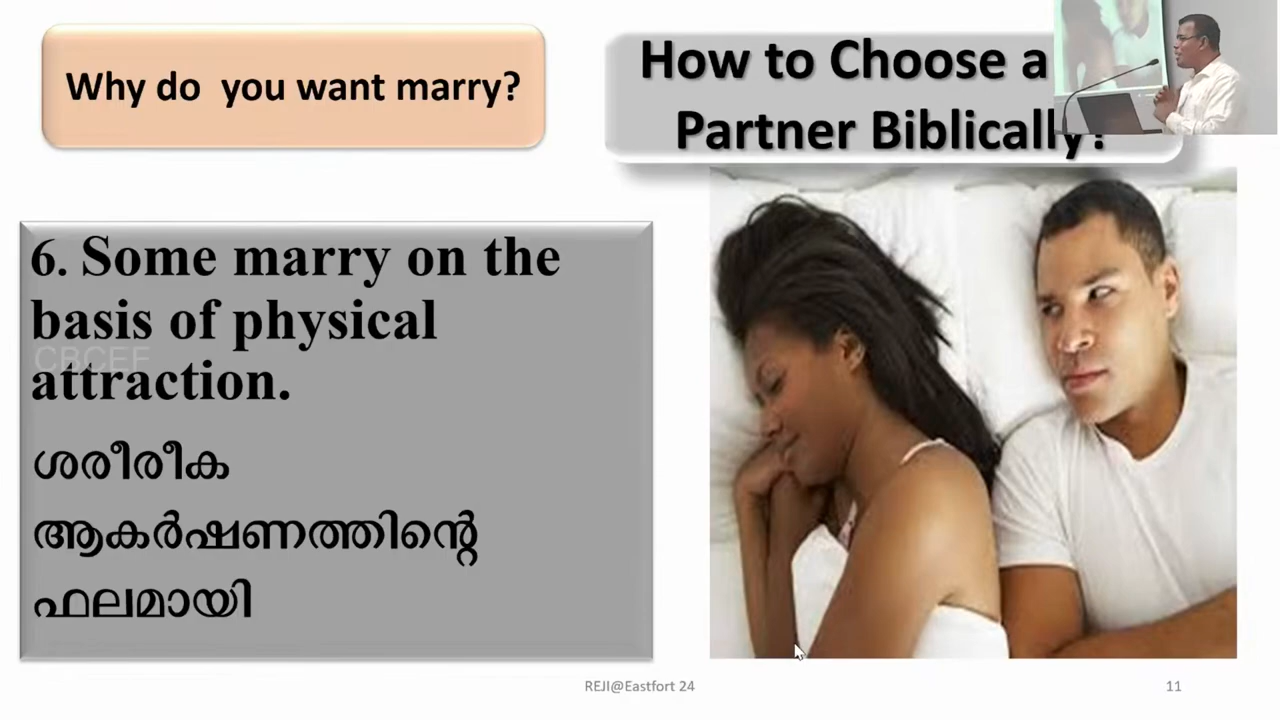 Why do you want marry?
How to Choose a
Partner Biblically?
6. Some marry on the
basis of physical
attraction.
CBCEF
ശരീരീക
ആകർഷണത്തിന്റെ
ഫലമായി
REJI@Eastfort 24
11